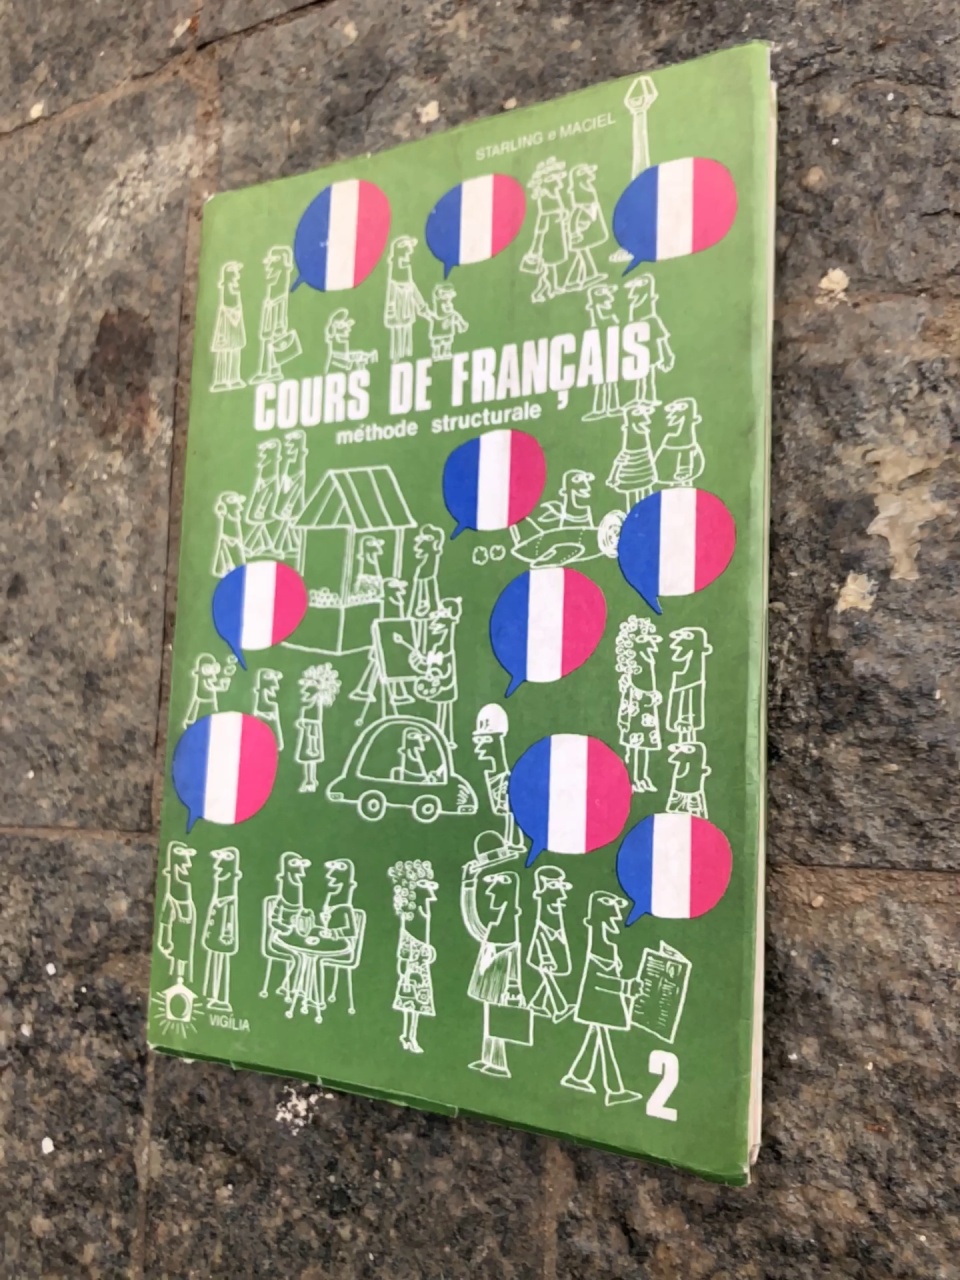 STARLING e MACIEL
COURS DE FRANÇAIS
méthode structurale
VIGÍLIA
2